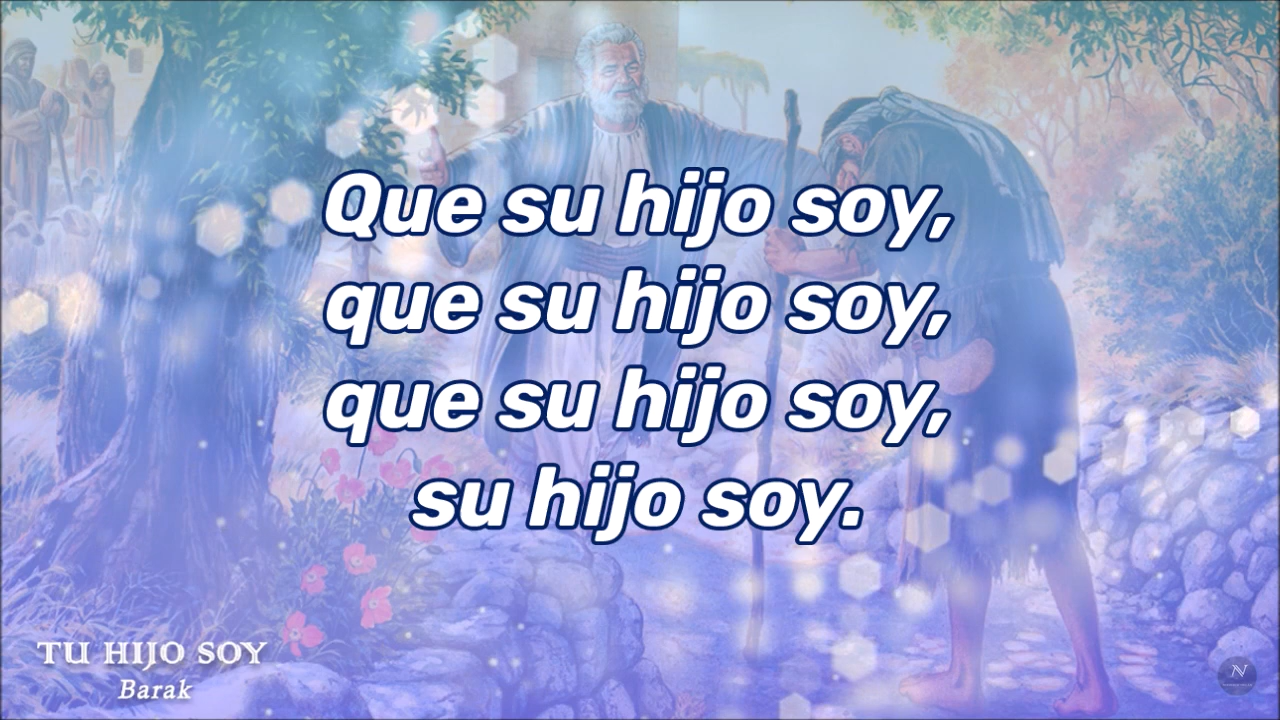 Que su hijo soy,
que su hijo soy,
que su hijo soy,
su hijo soy.
TU HIJO SOY
Barak
N